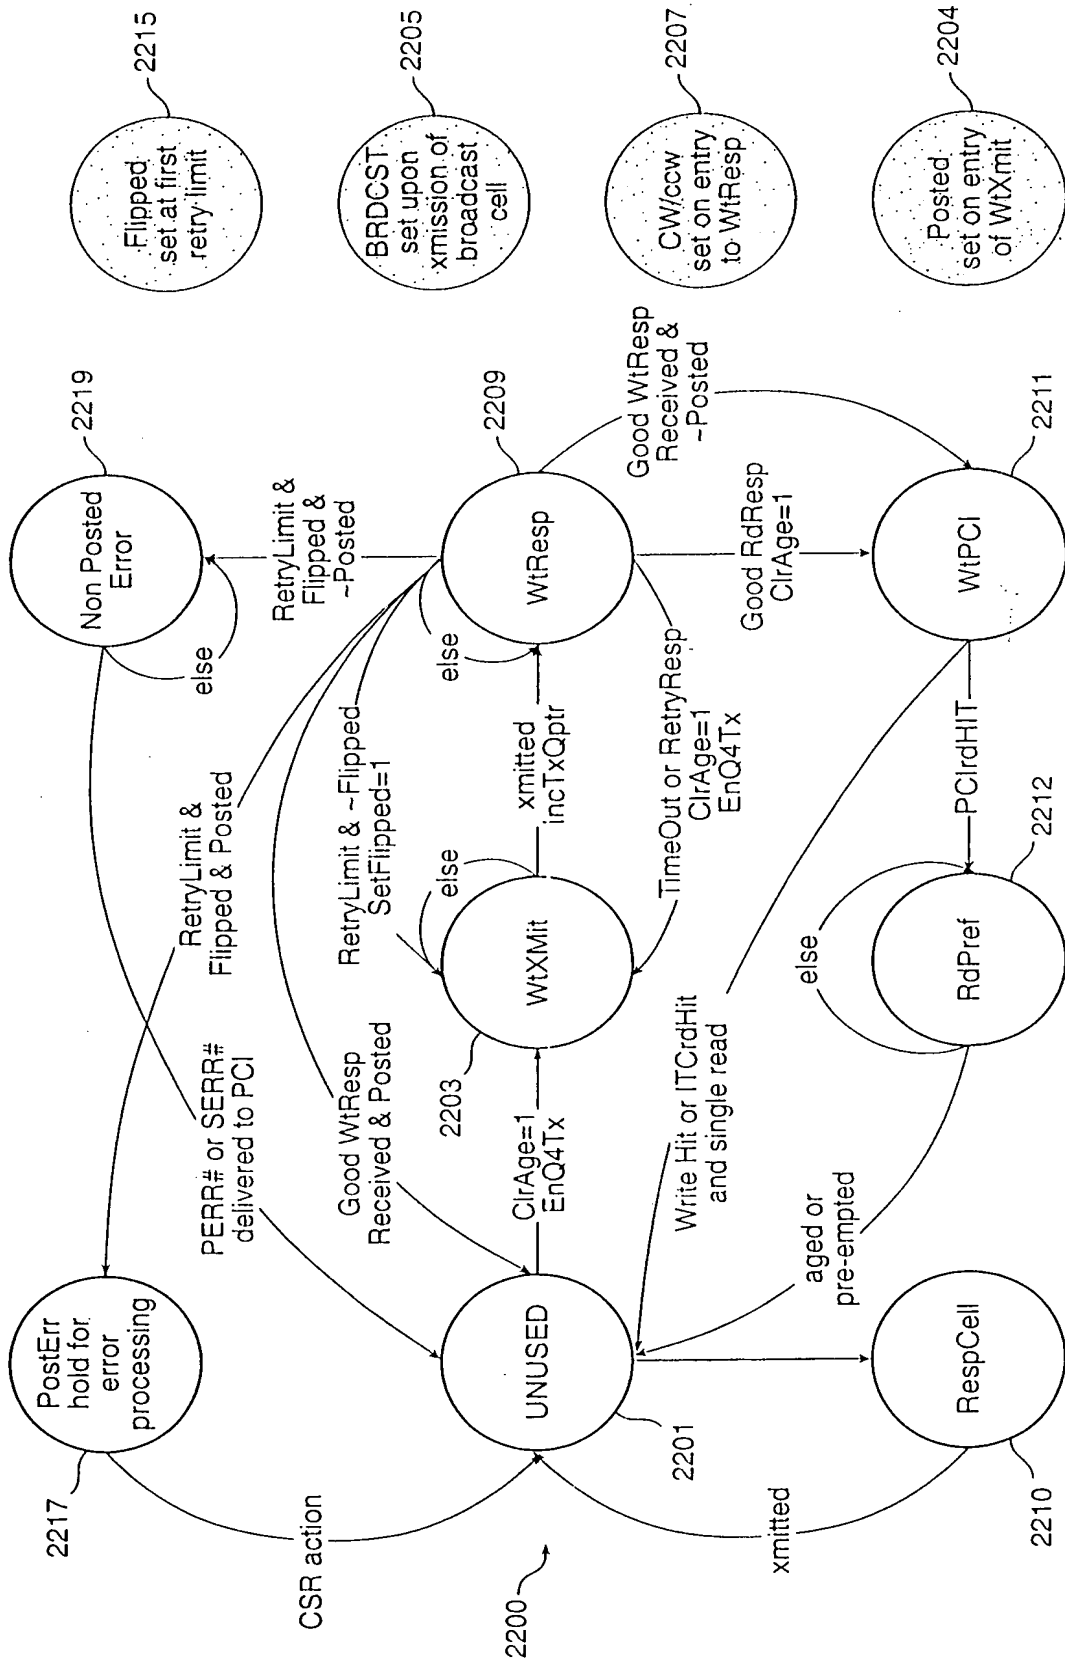 2217
PostErr
hold for
error
processing
CSR action
RetryLimit &
Flipped & Posted
PERR# or SERR#
delivered to PCI
Non Posted
Error
2219
else
RetryLimit &
Flipped &
~Posted
Flipped
set at first
retry limit
2215
BRDCST
set upon
xmission of
broadcast
cell
2205
CW/ccw
set on entry
to WtResp
2207
Posted
set on entry
of WtXmit
2204
2200
UNUSED
2201
Good WtResp
Received & Posted
ClrAge=1
EnQ4Tx
RetryLimit & ~Flipped
SetFlipped=1
else
WtXMit
2203
xmitted
incTxQptr
else
WtResp
2209
TimeOut or RetryResp
ClrAge=1
EnQ4Tx
Good RdResp
ClrAge=1
Good WtResp
Received &
~Posted
Write Hit or ITCrdHit
and single read
WtPCI
2211
PCIrdHIT
RdPref
2212
else
aged or
pre-empted
RespCell
2210
xmitted